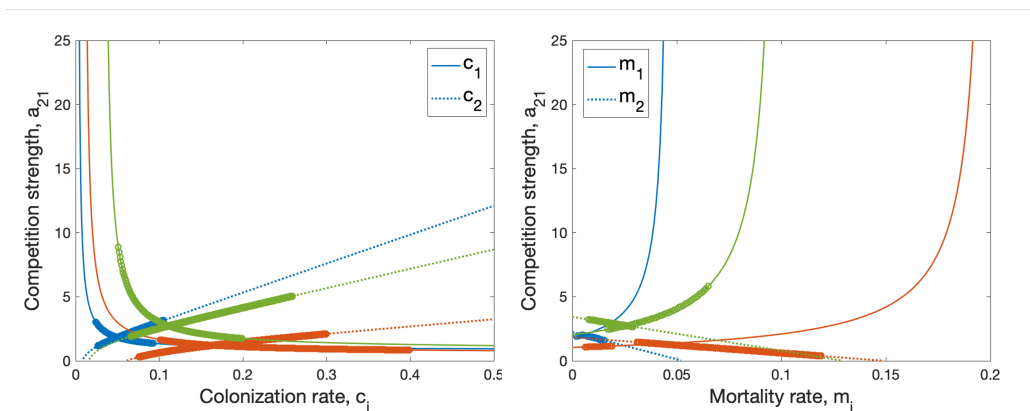 25
20
15
10
5
0
0
0.1
0.2
0.3
0.4
0.5
Competition strength, a21
Colonization rate, ci
c1
c2
25
20
15
10
5
0
0
0.05
0.1
0.15
0.2
Competition strength, a21
Mortality rate, mi
m1
m2